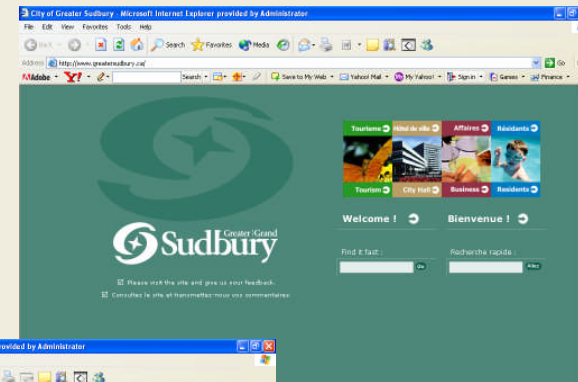 City of Greater Sudbury - Microsoft Internet Explorer provided by Administrator
File Edit View Favorites Tools Help
Back Search Favorites Media
Address http://www.greatersudbury.ca/ Go
Adobe Y! Search Save to My Web Yahoo! Mail My Yahoo! Sign in Games Finance
Tourisme Hôtel de ville Affaires Résidants
Tourism City Hall Business Residents
Welcome ! Bienvenue !
Greater Grand
Sudbury
Find it fast : Recherche rapide :
Go Allez
Please visit the site and give us your feedback.
Consultez le site et transmettez-nous vos commentaires.
provided by Administrator